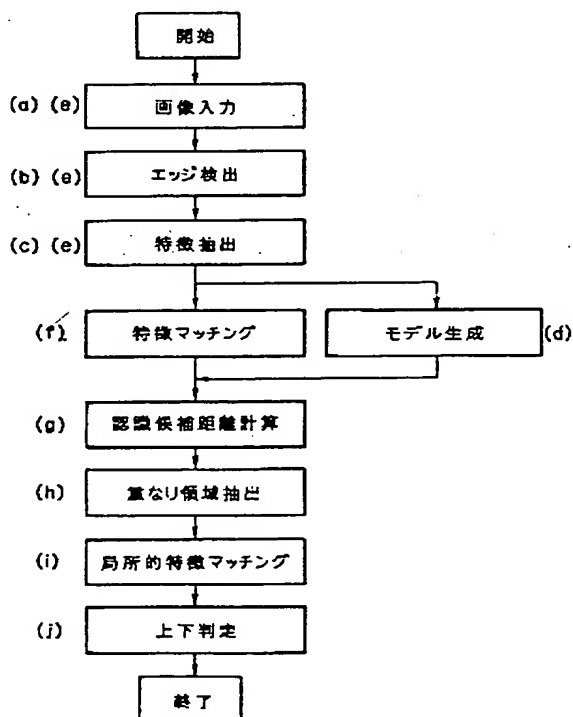 開始
(a) (e) 画像入力
(b) (e) エッジ検出
(c) (e) 特徴抽出
(f) 特徴マッチング モデル生成 (d)
(g) 認識候補距離計算
(h) 重なり領域抽出
(i) 局所的特徴マッチング
(j) 上下判定
終了